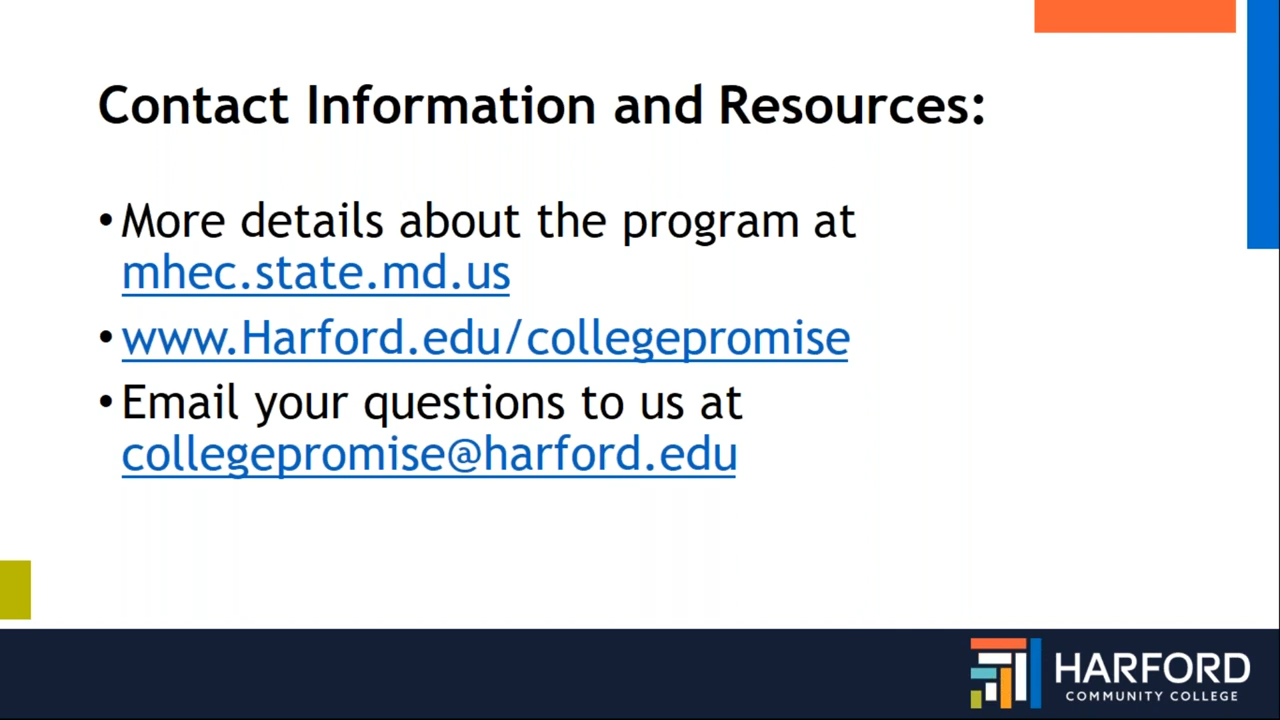 Contact Information and Resources:
• More details about the program at
mhec.state.md.us
• www.Harford.edu/collegepromise
• Email your questions to us at
collegepromise@harford.edu
HARFORD
COMMUNITY COLLEGE